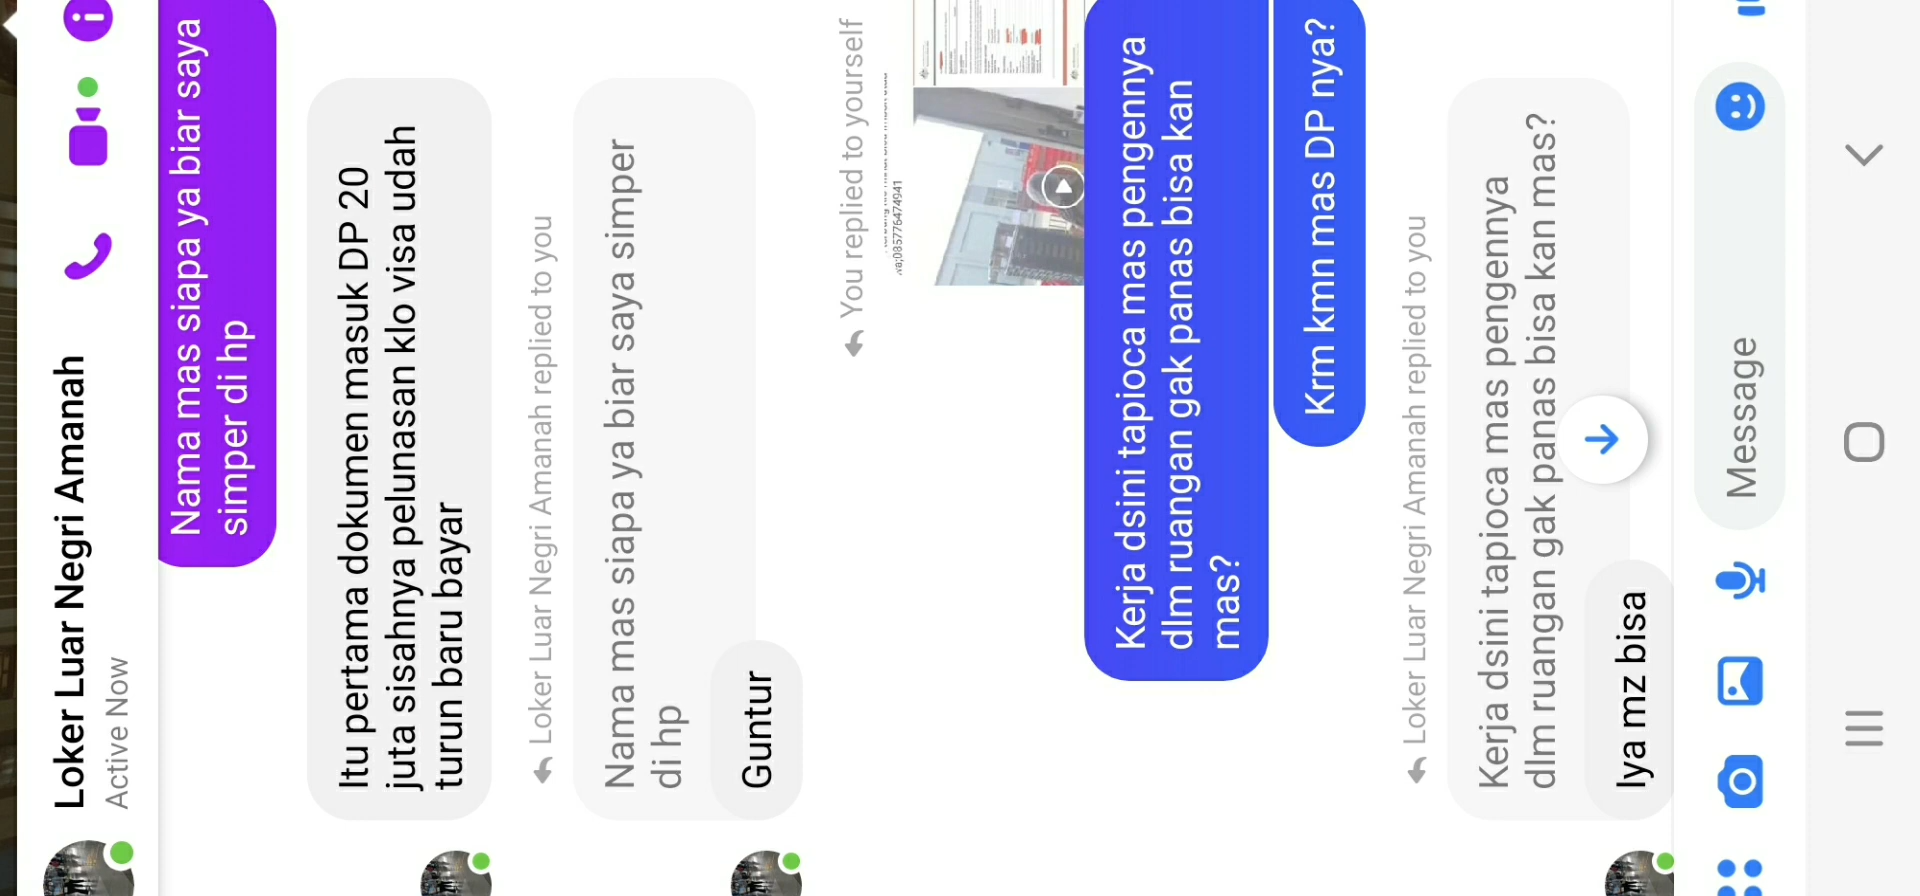 Loker Luar Negri Amanah
Active Now
Nama mas siapa ya biar saya
simper di hp
Itu pertama dokumen masuk DP 20
juta sisahnya pelunasan klo visa udah
turun baru bayar
Loker Luar Negri Amanah replied to you
Nama mas siapa ya biar saya simper
di hp
Guntur
You replied to yourself
Kerja dsini tapioca mas pengennya
dlm ruangan gak panas bisa kan
mas?
Krm kmn mas DP nya?
Loker Luar Negri Amanah replied to you
Kerja dsini tapioca mas pengennya
dlm ruangan gak panas bisa kan mas?
Iya mz bisa
Message